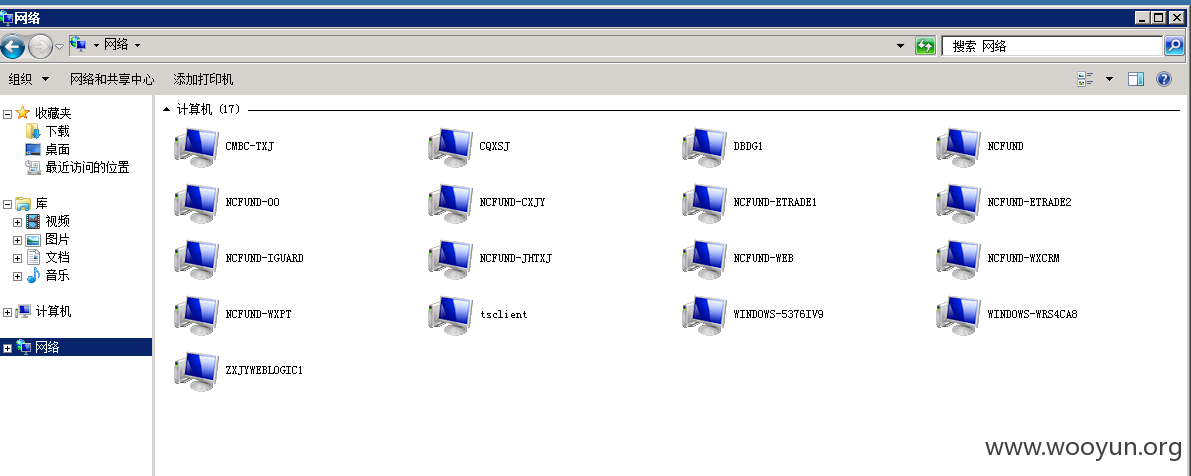 网络
网络
搜索 网络
组织 网络和共享中心 添加打印机
收藏夹
下载
桌面
最近访问的位置
库
视频
图片
文档
音乐
计算机
网络
计算机 (17)
CMBC-TXJ CQXSJ DBDG1 NCFUND
NCFUND-OO NCFUND-CXJY NCFUND-ETRADE1 NCFUND-ETRADE2
NCFUND-IGUARD NCFUND-JHTXJ NCFUND-WEB NCFUND-WXCRM
NCFUND-WXPT tsclient WINDOWS-5376IV9 WINDOWS-WRS4CA8
ZXJYWEBLOGIC1
www.wooyun.org